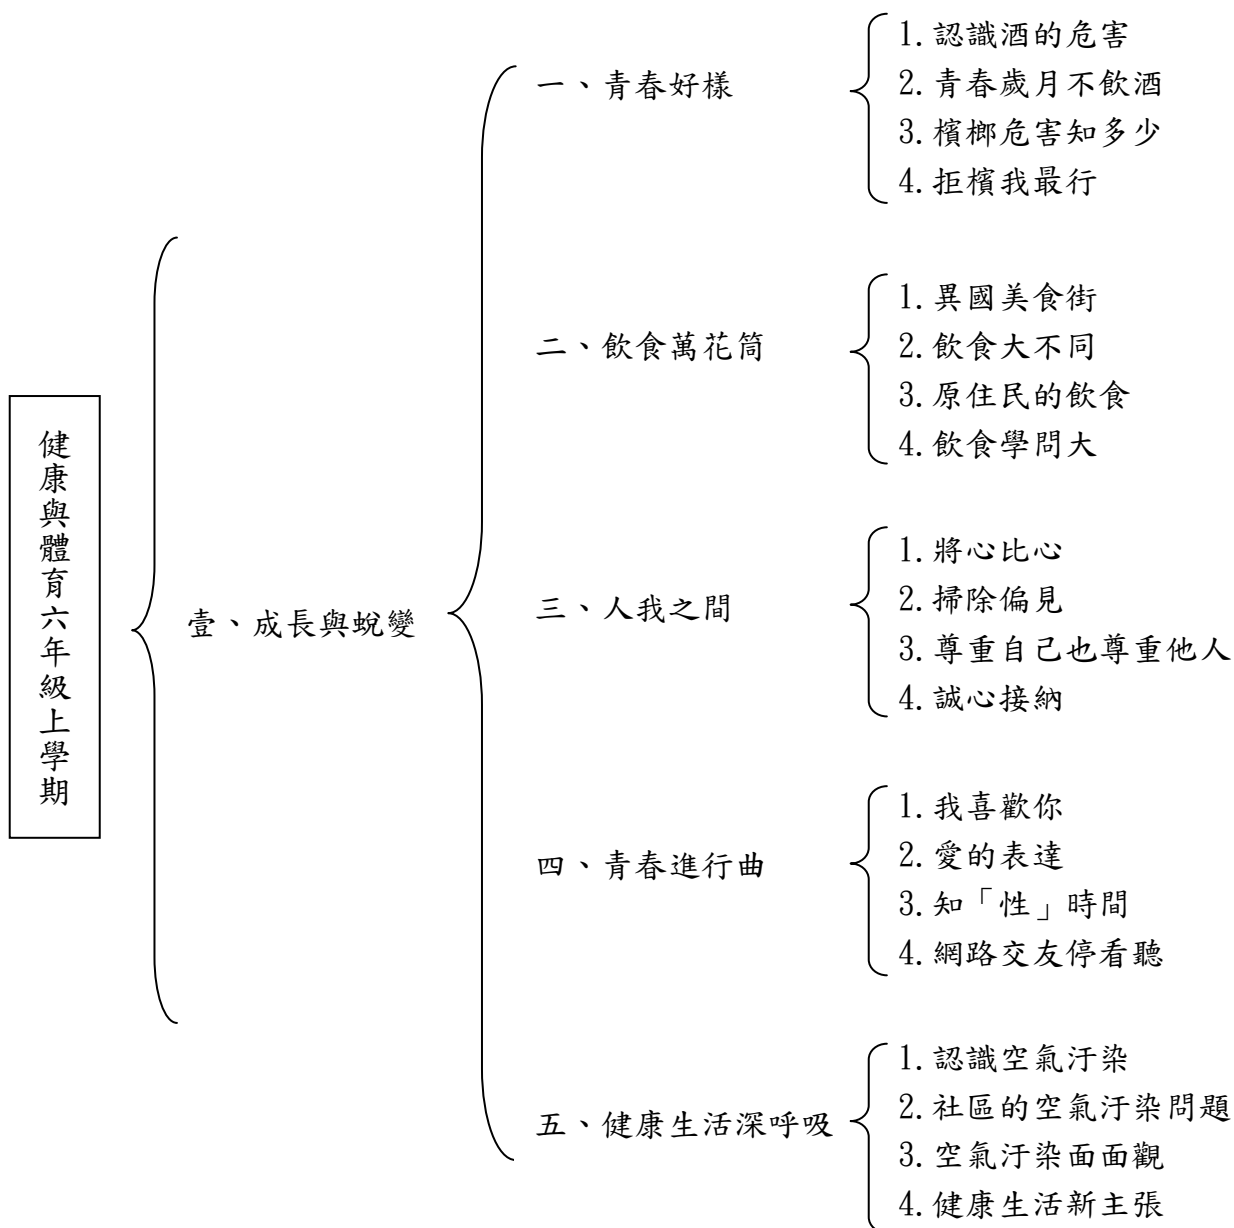 健康與體育六年級上學期
壹、成長與蛻變
一、青春好樣
1.認識酒的危害
2.青春歲月不飲酒
3.檳榔危害知多少
4.拒檳我最行
二、飲食萬花筒
1.異國美食街
2.飲食大不同
3.原住民的飲食
4.飲食學問大
三、人我之間
1.將心比心
2.掃除偏見
3.尊重自己也尊重他人
4.誠心接納
四、青春進行曲
1.我喜歡你
2.愛的表達
3.知「性」時間
4.網路交友停看聽
五、健康生活深呼吸
1.認識空氣汙染
2.社區的空氣汙染問題
3.空氣汙染面面觀
4.健康生活新主張